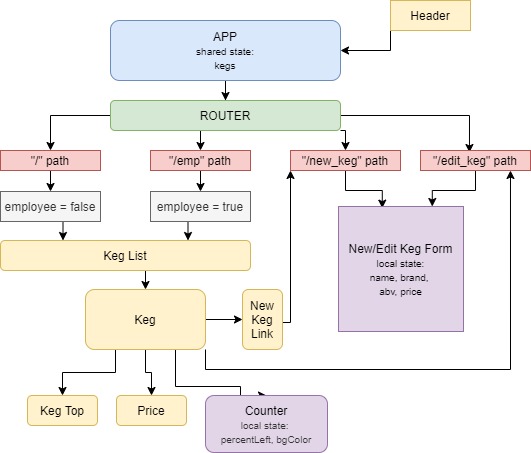 Header
APP
shared state:
kegs
ROUTER
"/" path
"/emp" path
"/new_keg" path
"/edit_keg" path
employee = false
employee = true
Keg List
New/Edit Keg Form
local state:
name, brand,
abv, price
Keg
New
Keg
Link
Keg Top
Price
Counter
local state:
percentLeft, bgColor